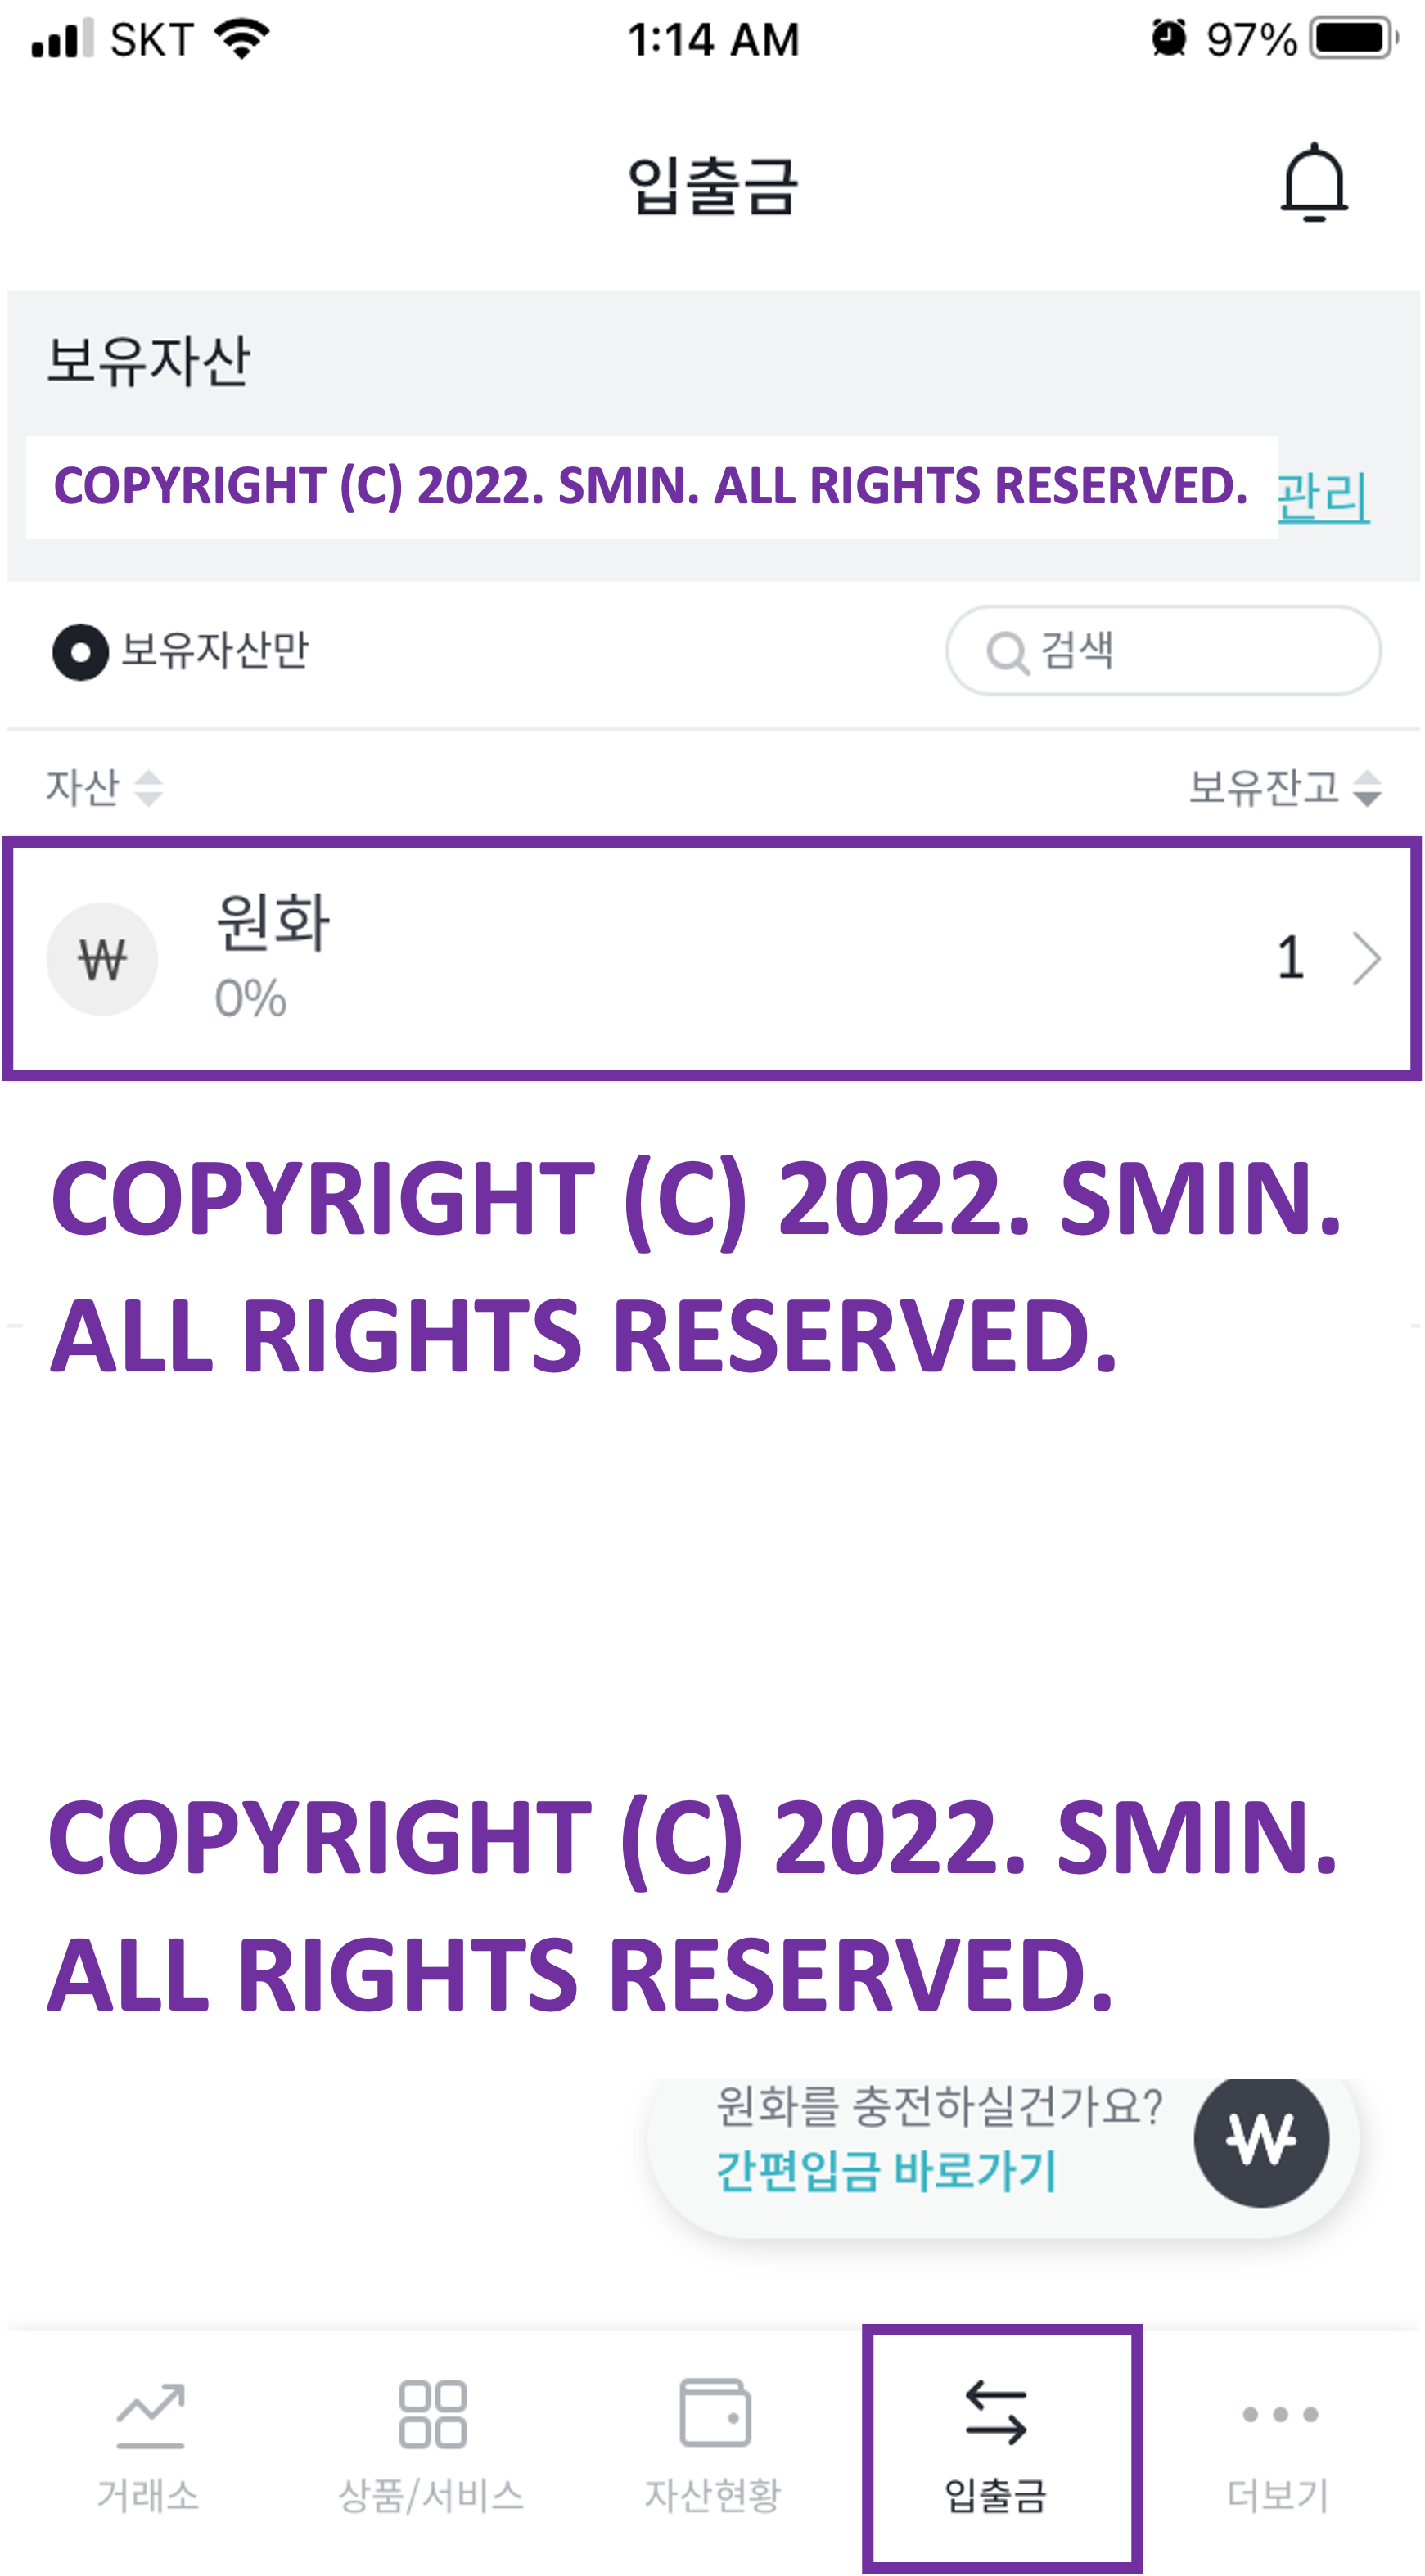 SKT 1:14 AM 97%
입출금
보유자산
COPYRIGHT (C) 2022. SMIN. ALL RIGHTS RESERVED. 관리
보유자산만 검색
자산 보유잔고
₩ 원화 1
0%
COPYRIGHT (C) 2022. SMIN.
ALL RIGHTS RESERVED.
COPYRIGHT (C) 2022. SMIN.
ALL RIGHTS RESERVED.
원화를 충전하실건가요?
간편입금 바로가기 ₩
거래소 상품/서비스 자산현황 입출금 더보기